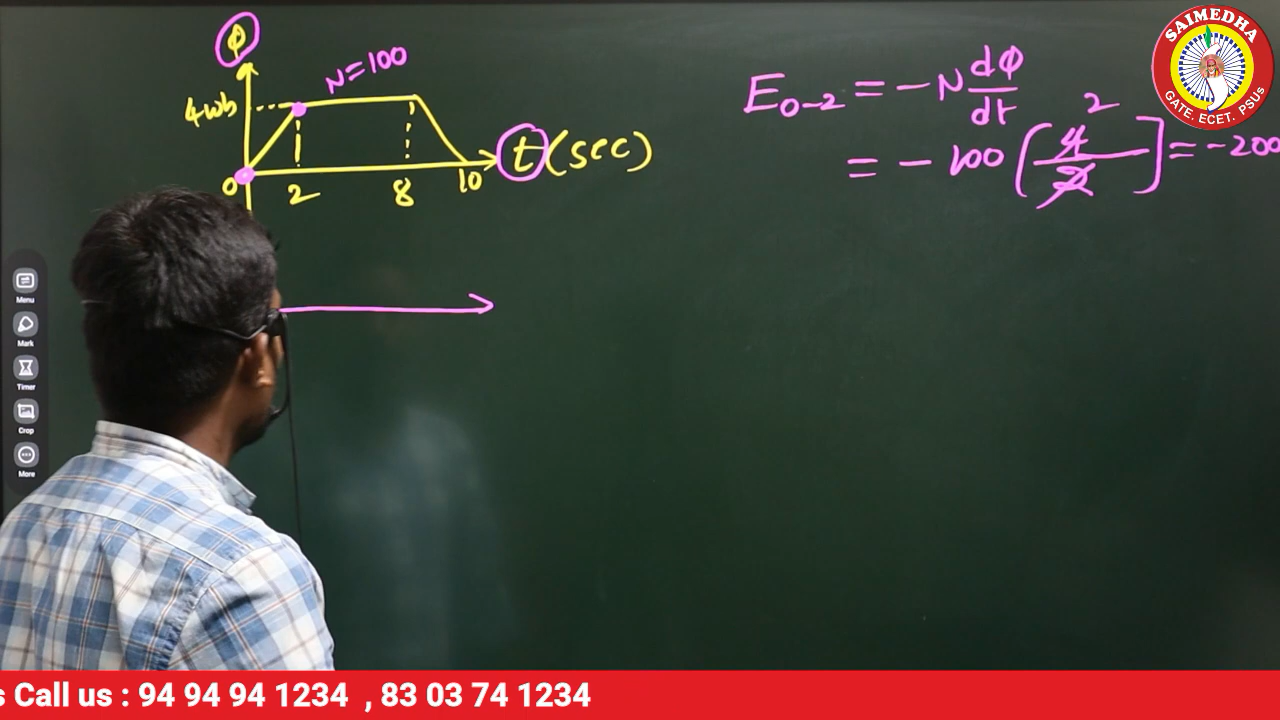 φ
N=100
4wb
t (sec)
0 2 8 10
E0-2 = -N dφ/dt
2
= -100 [4/2] = -200
SAIMEDHA
GATE. ECET. PSUs
Menu
Mark
Timer
Crop
More
s Call us : 94 94 94 1234 , 83 03 74 1234